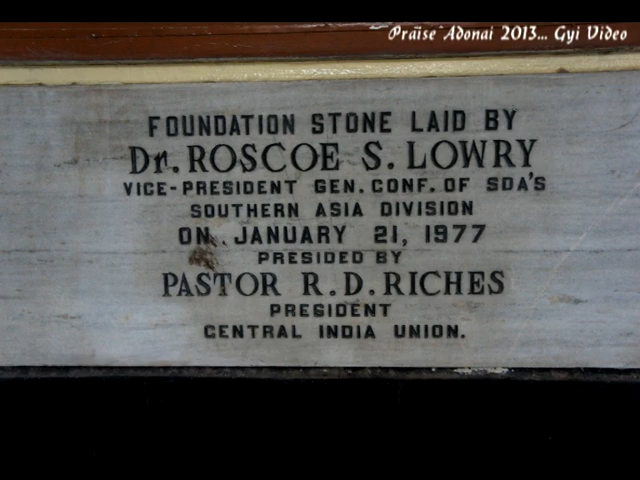 Praise Adonai 2013... Gyi Video
FOUNDATION STONE LAID BY
Dr. ROSCOE S. LOWRY
VICE-PRESIDENT GEN. CONF. OF SDA'S
SOUTHERN ASIA DIVISION
ON JANUARY 21, 1977
PRESIDED BY
PASTOR R.D. RICHES
PRESIDENT
CENTRAL INDIA UNION.